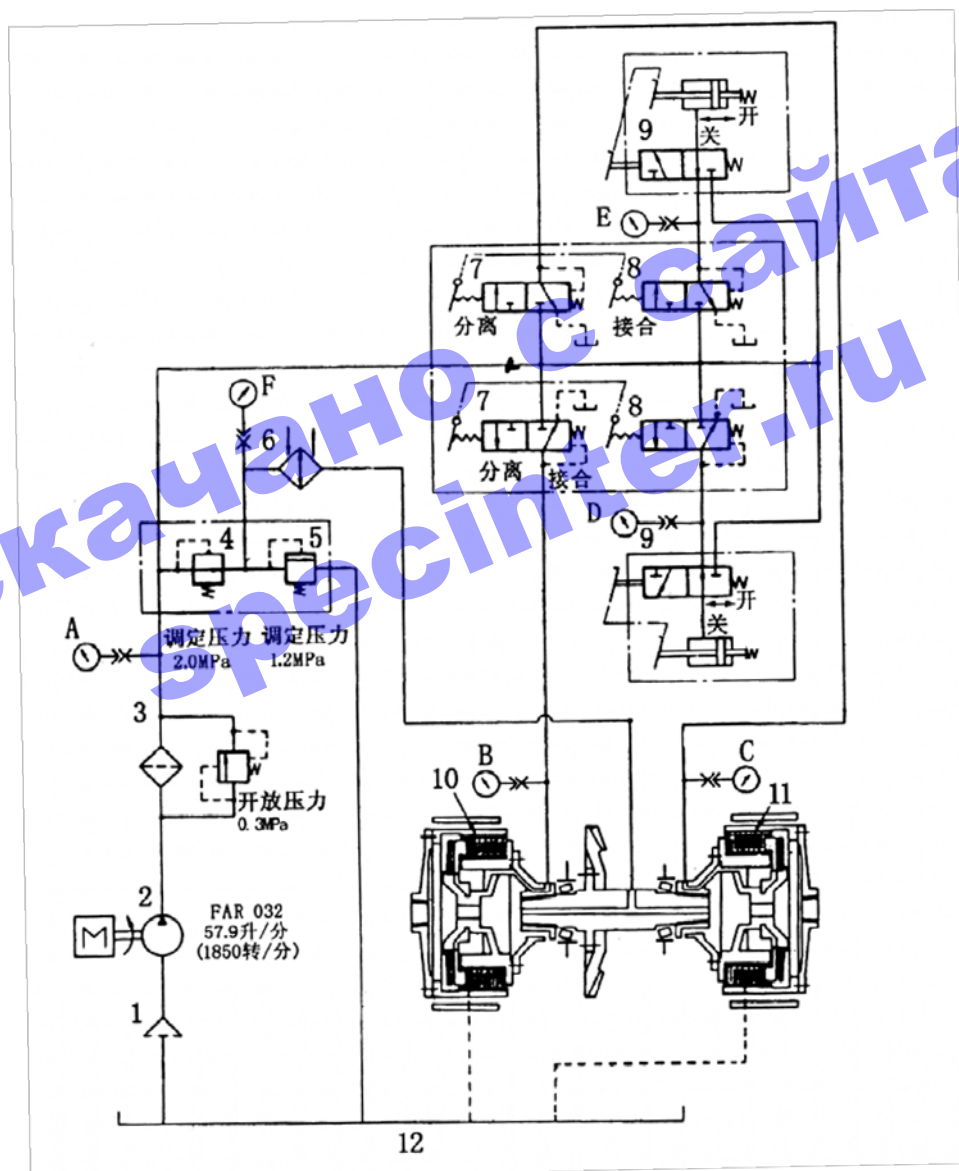 开
9
关
E
7
8
分离
接合
F
6
7
8
分离
接合
D
9
4
5
开
关
A
调定压力 调定压力
2.0MPa 1.2MPa
3
B
C
10
11
开放压力
0.3MPa
2
FAR 032
57.9升/分
(1850转/分)
M
1
12
скачано с сайта
specinter.ru